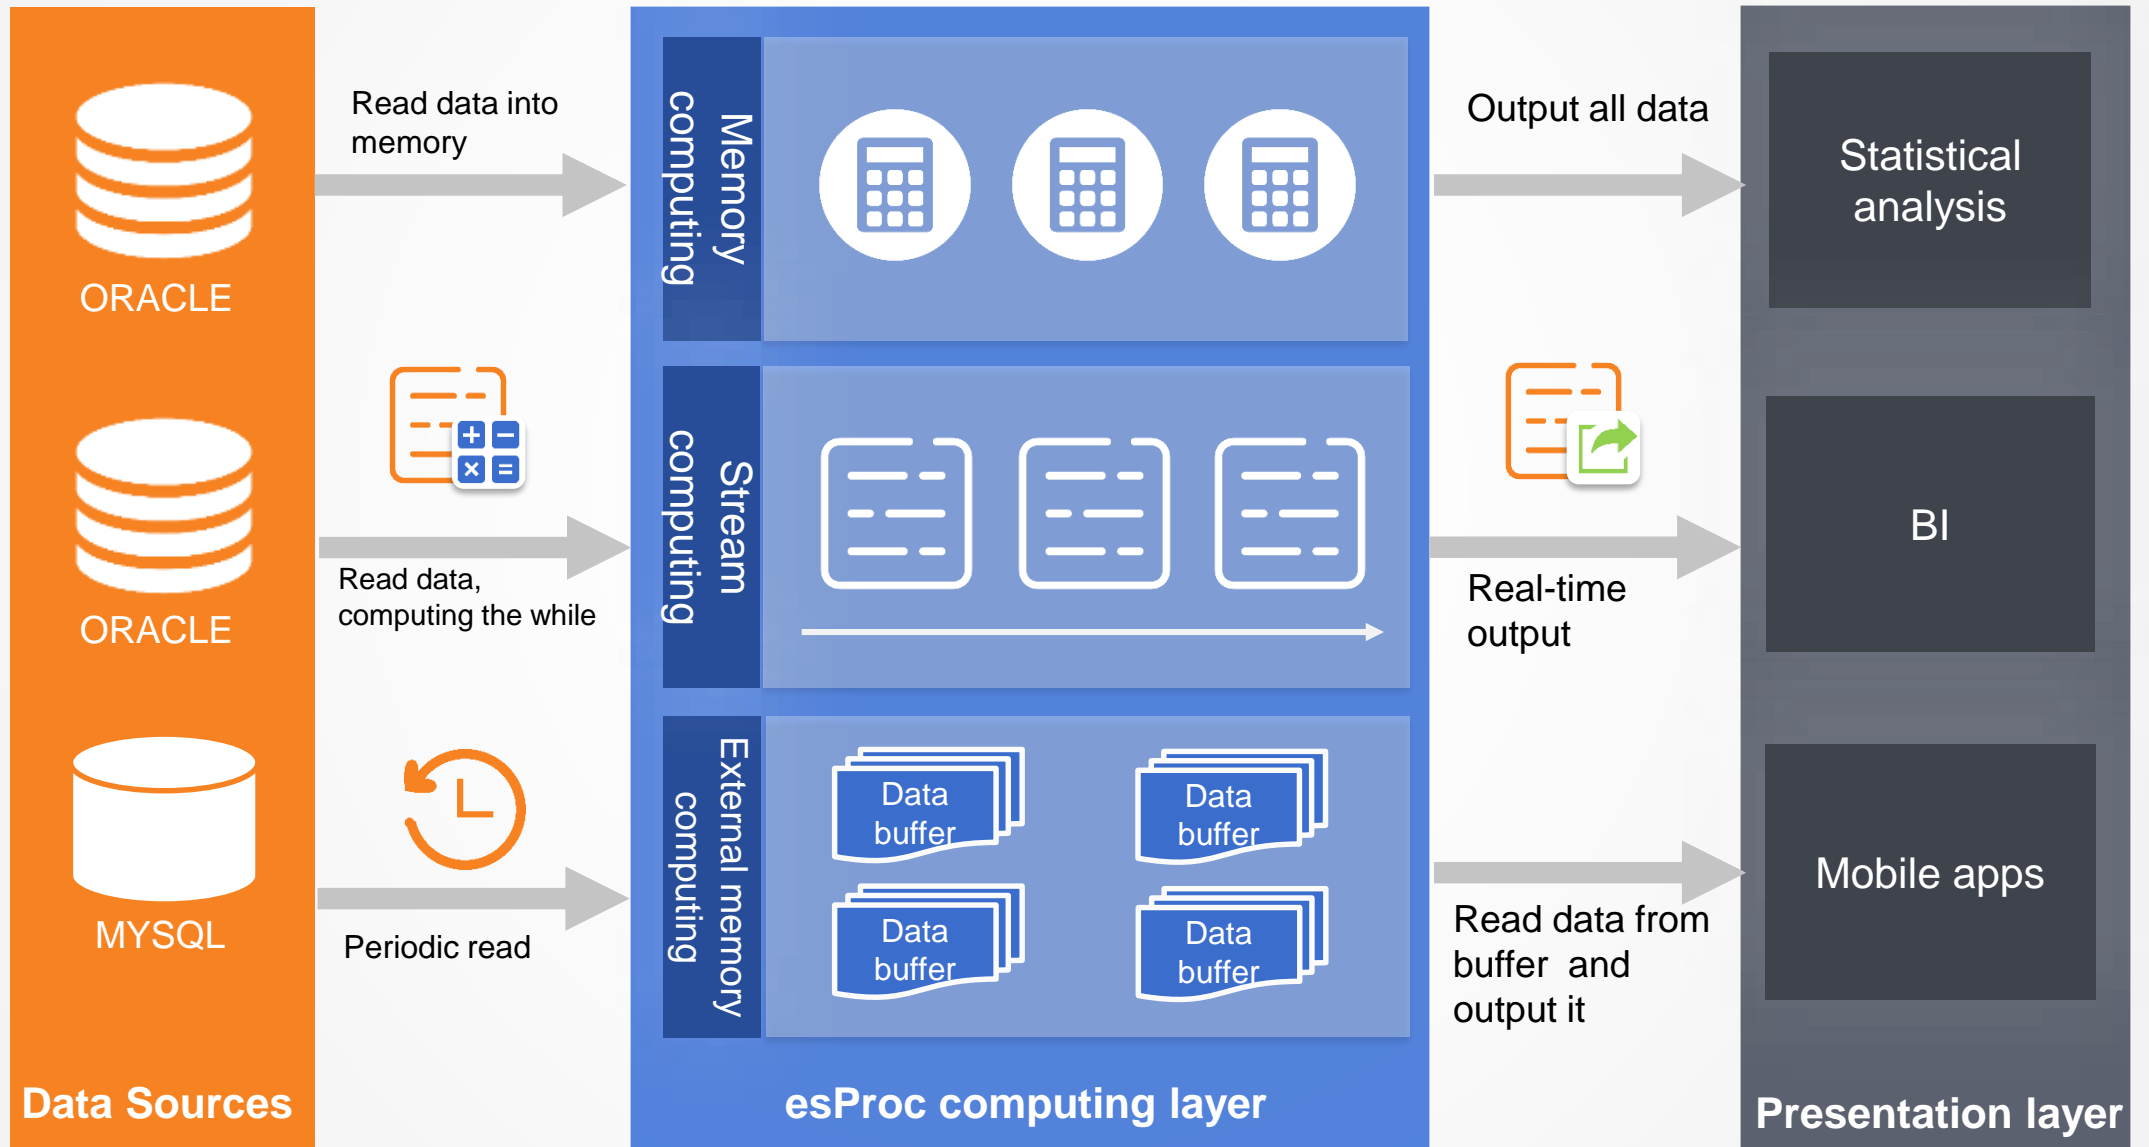 Read data into
memory
ORACLE
Memory
computing
Output all data
Statistical
analysis
ORACLE
Read data,
computing the while
Stream
computing
Real-time
output
BI
MYSQL
Periodic read
External memory
computing
Data
buffer
Data
buffer
Data
buffer
Data
buffer
Read data from
buffer  and
output it
Mobile apps
Data Sources
esProc computing layer
Presentation layer